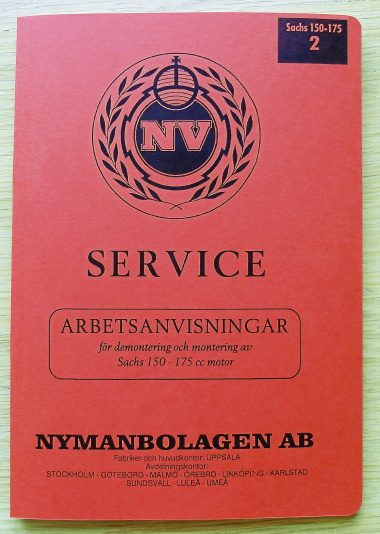 Sachs 150-175
2
NV
SERVICE
ARBETSANVISNINGAR
för demontering och montering av
Sachs 150 - 175 cc motor
NYMANBOLAGEN AB
Fabriker och huvudkontor: UPPSALA
Avdelningskontor:
STOCKHOLM - GÖTEBORG - MALMÖ - ÖREBRO - LINKÖPING - KARLSTAD
SUNDSVALL - LULEÅ - UMEÅ